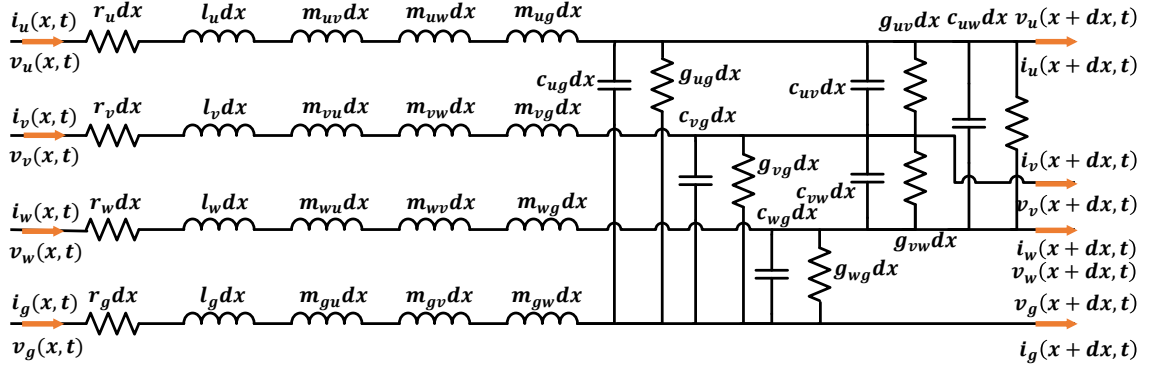 i_u(x, t) r_u dx l_u dx m_uv dx m_uw dx m_ug dx g_uv dx c_uw dx v_u(x + dx, t)
v_u(x, t) c_ug dx g_ug dx c_uv dx i_u(x + dx, t)
i_v(x, t) r_v dx l_v dx m_vu dx m_vw dx m_vg dx c_vg dx
v_v(x, t) g_vg dx c_vw dx i_v(x + dx, t)
i_w(x, t) r_w dx l_w dx m_wu dx m_wv dx m_wg dx c_wg dx v_v(x + dx, t)
v_w(x, t) g_wg dx g_vw dx i_w(x + dx, t)
v_w(x + dx, t)
i_g(x, t) r_g dx l_g dx m_gu dx m_gv dx m_gw dx v_g(x + dx, t)
v_g(x, t) i_g(x + dx, t)